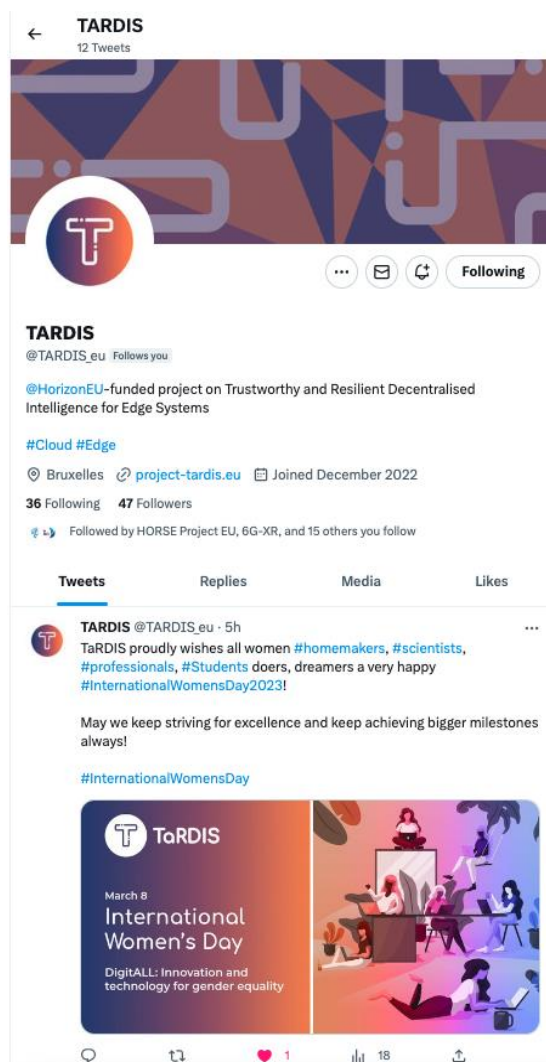 TARDIS
12 Tweets
Following
TARDIS
@TARDIS_eu Follows you
@HorizonEU-funded project on Trustworthy and Resilient Decentralised
Intelligence for Edge Systems
#Cloud #Edge
Bruxelles project-tardis.eu Joined December 2022
36 Following 47 Followers
Followed by HORSE Project EU, 6G-XR, and 15 others you follow
Tweets Replies Media Likes
TARDIS @TARDIS_eu · 5h
TaRDIS proudly wishes all women #homemakers, #scientists,
#professionals, #Students doers, dreamers a very happy
#InternationalWomensDay2023!
May we keep striving for excellence and keep achieving bigger milestones
always!
#InternationalWomensDay
TaRDIS
March 8
International
Women's Day
DigitALL: Innovation and
technology for gender equality
1 18